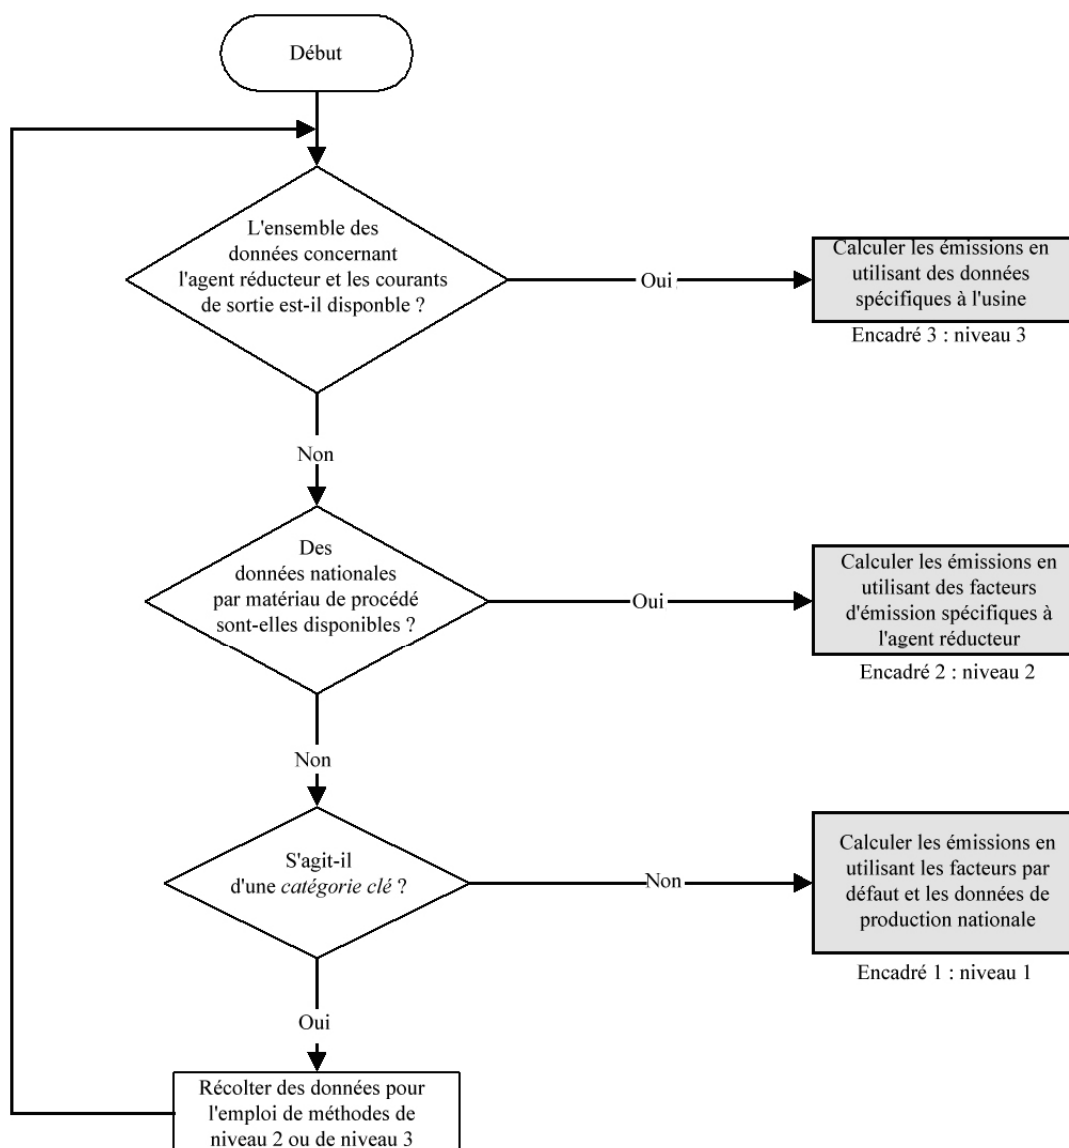 Début
L'ensemble des
données concernant
l'agent réducteur et les courants
de sortie est-il disponble ?
Oui
Calculer les émissions en
utilisant des données
spécifiques à l'usine
Encadré 3 : niveau 3
Non
Des
données nationales
par matériau de procédé
sont-elles disponibles ?
Oui
Calculer les émissions en
utilisant des facteurs
d'émission spécifiques à
l'agent réducteur
Encadré 2 : niveau 2
Non
S'agit-il
d'une catégorie clé ?
Non
Calculer les émissions en
utilisant les facteurs par
défaut et les données de
production nationale
Encadré 1 : niveau 1
Oui
Récolter des données pour
l'emploi de méthodes de
niveau 2 ou de niveau 3